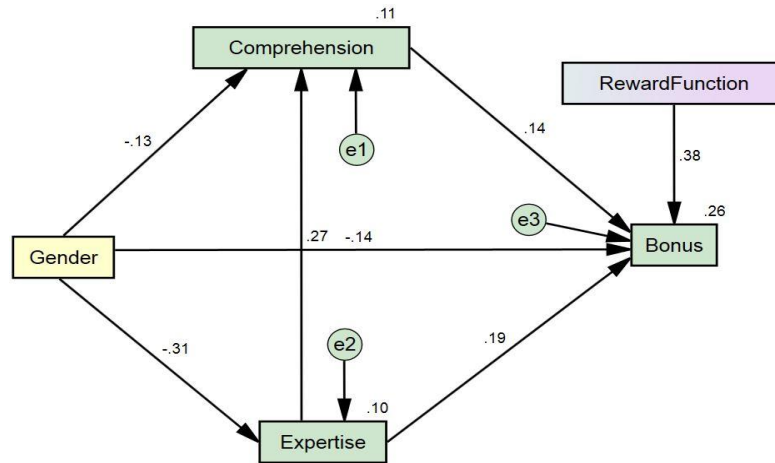 .11
Comprehension
RewardFunction
-.13
e1
.14
.38
e3
.26
Gender
.27
-.14
Bonus
-.31
e2
.19
.10
Expertise